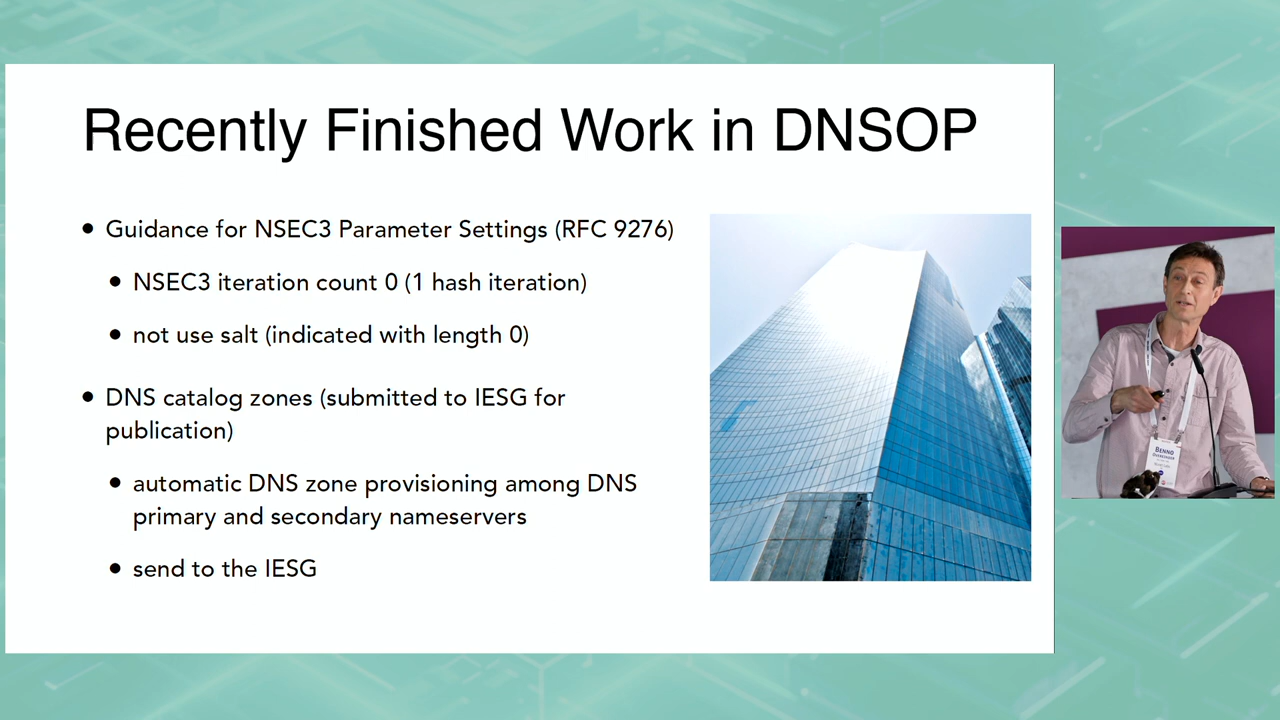 Recently Finished Work in DNSOP
• Guidance for NSEC3 Parameter Settings (RFC 9276)
• NSEC3 iteration count 0 (1 hash iteration)
• not use salt (indicated with length 0)
• DNS catalog zones (submitted to IESG for
publication)
• automatic DNS zone provisioning among DNS
primary and secondary nameservers
• send to the IESG
BENNO